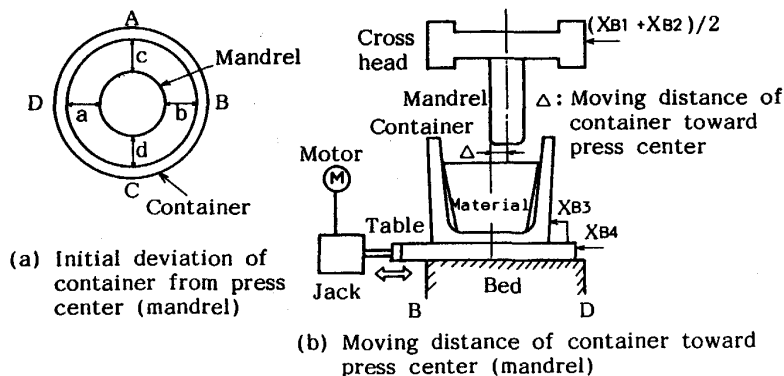 A
c
Mandrel
D
a
b
B
d
C
Container
(a) Initial deviation of
container from press
center (mandrel)
Cross
head
(XB1 +XB2)/2
Mandrel
Container
Δ: Moving distance of
container toward
press center
Δ
Motor
M
Material
Table
XB3
XB4
Jack
Bed
B
D
(b) Moving distance of container toward
press center (mandrel)